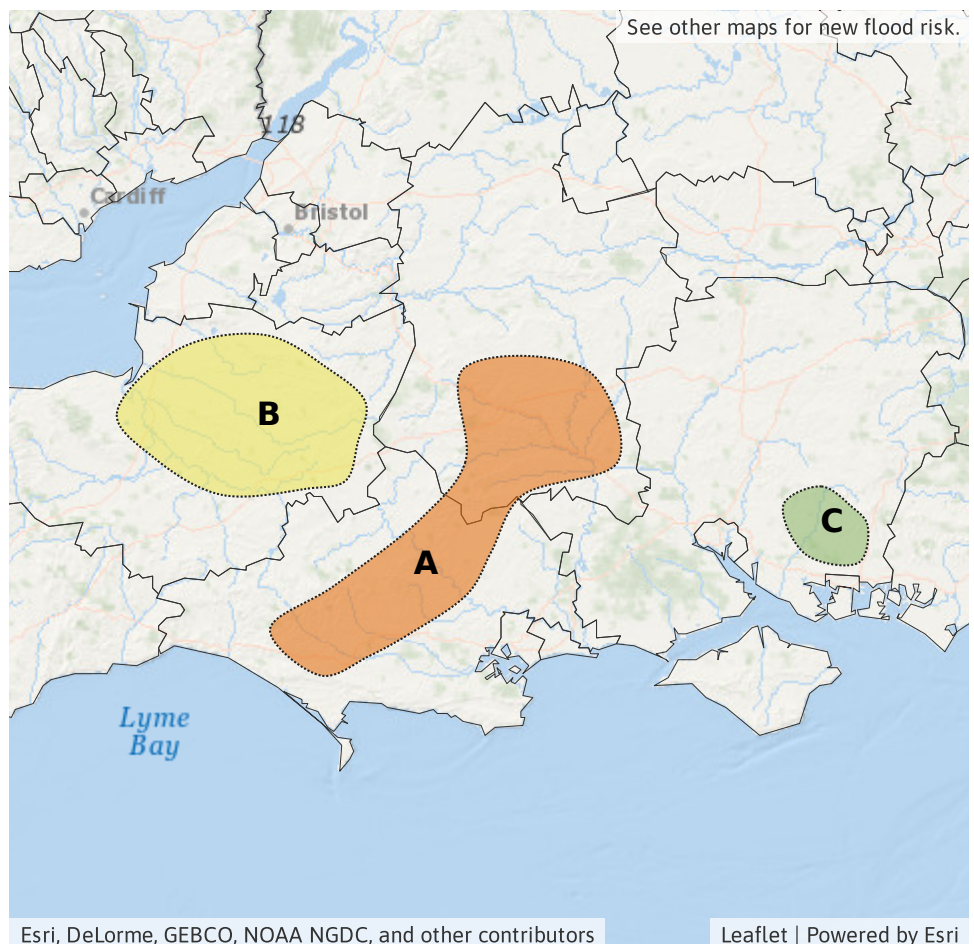 See other maps for new flood risk.
118
Cardiff
Bristol
B
C
A
Lyme
Bay
Esri, DeLorme, GEBCO, NOAA NGDC, and other contributors
Leaflet | Powered by Esri